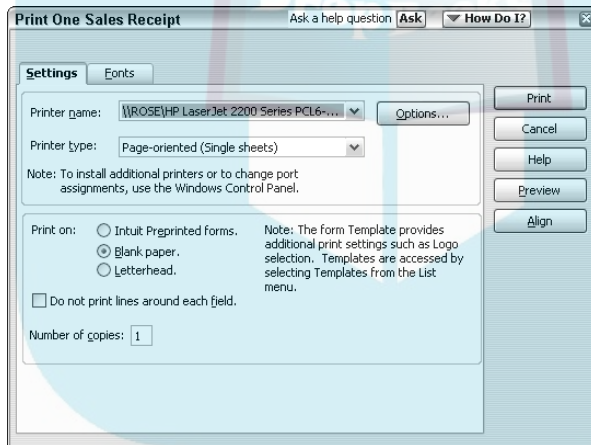 Print One Sales Receipt
Ask a help question Ask
How Do I?
Settings
Fonts
Printer name: \\ROSE\HP LaserJet 2200 Series PCL6-...
Options...
Printer type: Page-oriented (Single sheets)
Note: To install additional printers or to change port
assignments, use the Windows Control Panel.
Print on:
Intuit Preprinted forms.
Blank paper.
Letterhead.
Note: The form Template provides
additional print settings such as Logo
selection. Templates are accessed by
selecting Templates from the List
menu.
Do not print lines around each field.
Number of copies: 1
Print
Cancel
Help
Preview
Align